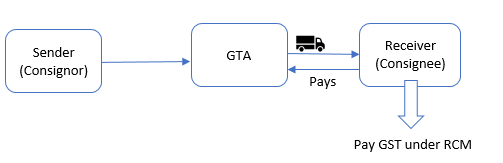 Sender
(Consignor)
GTA
Receiver
(Consignee)
Pays
Pay GST under RCM